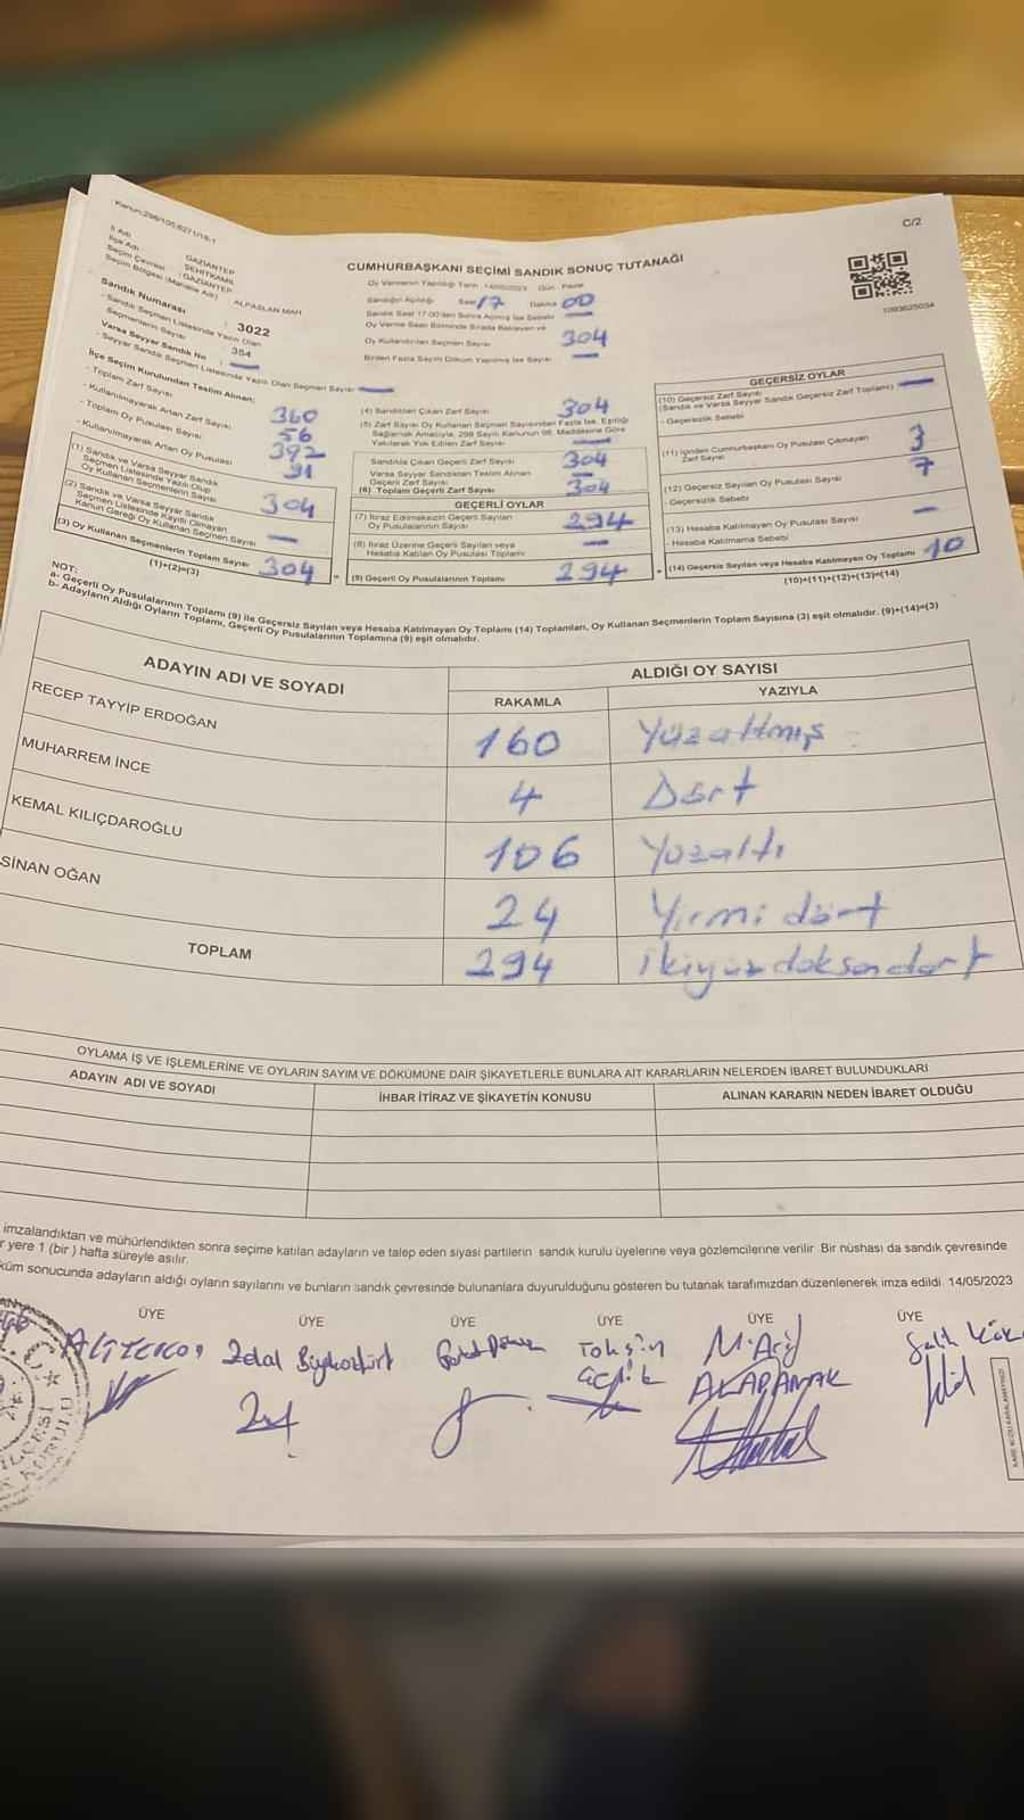 Kanun:298/105,6271/18-1
C/2
İl Adı : GAZİANTEP
İlçe Adı : ŞEHİTKAMİL
Seçim Çevresi : GAZİANTEP
Seçim Bölgesi (Mahalle Adı) : ALPASLAN MAH
Sandık Numarası : 3022
- Sandık Seçmen Listesinde Yazılı Olan
Seçmenlerin Sayısı : 354
Varsa Seyyar Sandık No :
- Seyyar Sandık Seçmen Listesinde Yazılı Olan Seçmen Sayısı
CUMHURBAŞKANI SEÇİMİ SANDIK SONUÇ TUTANAĞI
Oy Vermenin Yapıldığı Tarih : 14/05/2023 Gün : Pazar
Sandığın Açıldığı Saat 17 Dakika 00
Sandık Saat 17.00'den Sonra Açılmış İse Sebebi
Oy Verme Saati Bitiminde Sırada Bekleyen ve
Oy Kullandırılan Seçmen Sayısı 304
Birden Fazla Sayım Döküm Yapılmış İse Sayısı
İlçe Seçim Kurulundan Teslim Alınan;
- Toplam Zarf Sayısı 360
- Kullanılmayarak Artan Zarf Sayısı 56
- Toplam Oy Pusulası Sayısı 392
- Kullanılmayarak Artan Oy Pusulası 91
(1) Sandık ve Varsa Seyyar Sandık
Seçmen Listesinde Yazılı Olup
Oy Kullanan Seçmenlerin Sayısı 304
(2) Sandık ve Varsa Seyyar Sandık
Seçmen Listesinde Kayıtlı Olmayan
Kanun Gereği Oy Kullanan Seçmen Sayısı
(3) Oy Kullanan Seçmenlerin Toplam Sayısı 304
(1)+(2)=(3)
(4) Sandıktan Çıkan Zarf Sayısı 304
(5) Zarf Sayısı Oy Kullanan Seçmen Sayısından Fazla İse, Eşitliği
Sağlamak Amacıyla, 298 Sayılı Kanunun 98. Maddesine Göre
Yakılarak Yok Edilen Zarf Sayısı
Sandıkta Çıkan Geçerli Zarf Sayısı 304
Varsa Seyyar Sandıktan Teslim Alınan
Geçerli Zarf Sayısı
(6) Toplam Geçerli Zarf Sayısı 304
GEÇERLİ OYLAR
(7) İtiraz Edilmeksizin Geçerli Sayılan
Oy Pusulalarının Sayısı 294
(8) İtiraz Üzerine Geçerli Sayılan veya
Hesaba Katılan Oy Pusulası Toplamı
(9) Geçerli Oy Pusulalarının Toplamı 294
GEÇERSİZ OYLAR
(10) Geçersiz Zarf Sayısı
(Sandık ve Varsa Seyyar Sandık Geçersiz Zarf Toplamı)
- Geçersizlik Sebebi
(11) İçinden Cumhurbaşkanı Oy Pusulası Çıkmayan
Zarf Sayısı 3
(12) Geçersiz Sayılan Oy Pusulası Sayısı 7
- Geçersizlik Sebebi
(13) Hesaba Katılmayan Oy Pusulası Sayısı
- Hesaba Katılmama Sebebi
(14) Geçersiz Sayılan veya Hesaba Katılmayan Oy Toplamı 10
(10)+(11)+(12)+(13)=(14)
NOT:
a- Geçerli Oy Pusulalarının Toplamı (9) ile Geçersiz Sayılan veya Hesaba Katılmayan Oy Toplamı (14) Toplamları, Oy Kullanan Seçmenlerin Toplam Sayısına (3) eşit olmalıdır. (9)+(14)=(3)
b- Adayların Aldığı Oyların Toplamı, Geçerli Oy Pusulalarının Toplamına (9) eşit olmalıdır.
ADAYIN ADI VE SOYADI ALDIĞI OY SAYISI
RAKAMLA YAZIYLA
RECEP TAYYİP ERDOĞAN 160 Yüzaltmış
MUHARREM İNCE 4 Dört
KEMAL KILIÇDAROĞLU 106 Yüzaltı
SİNAN OĞAN 24 Yirmi dört
TOPLAM 294 ikiyüzdoksandört
OYLAMA İŞ VE İŞLEMLERİNE VE OYLARIN SAYIM VE DÖKÜMÜNE DAİR ŞİKAYETLERLE BUNLARA AİT KARARLARIN NELERDEN İBARET BULUNDUKLARI
ADAYIN ADI VE SOYADI İHBAR İTİRAZ VE ŞİKAYETİN KONUSU ALINAN KARARIN NEDEN İBARET OLDUĞU
imzalandıktan ve mühürlendikten sonra seçime katılan adayların ve talep eden siyasi partilerin sandık kurulu üyelerine veya gözlemcilerine verilir. Bir nüshası da sandık çevresinde
yere 1 (bir) hafta süreyle asılır.
sonucunda adayların aldığı oyların sayılarını ve bunların sandık çevresinde bulunanlara duyurulduğunu gösteren bu tutanak tarafımızdan düzenlenerek imza edildi. 14/05/2023
ÜYE ÜYE ÜYE ÜYE ÜYE ÜYE
M. Arif
ALAPAMAK